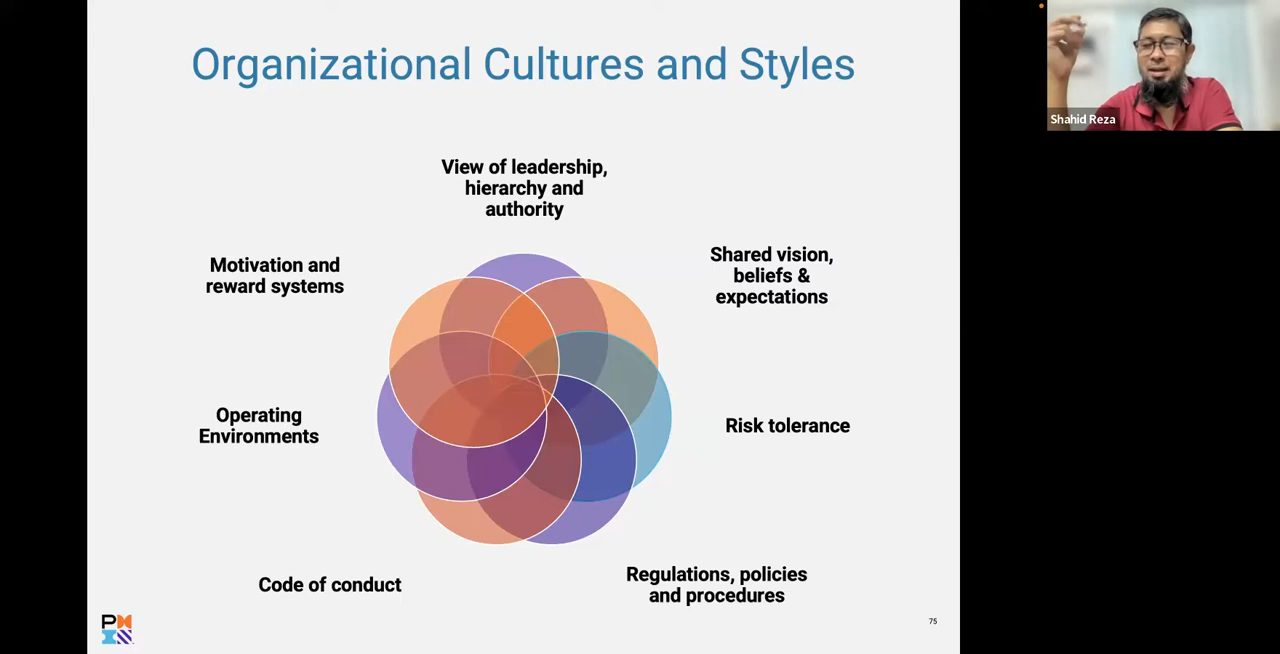 Organizational Cultures and Styles
Shahid Reza
View of leadership,
hierarchy and
authority
Motivation and
reward systems
Shared vision,
beliefs &
expectations
Operating
Environments
Risk tolerance
Code of conduct
Regulations, policies
and procedures
75